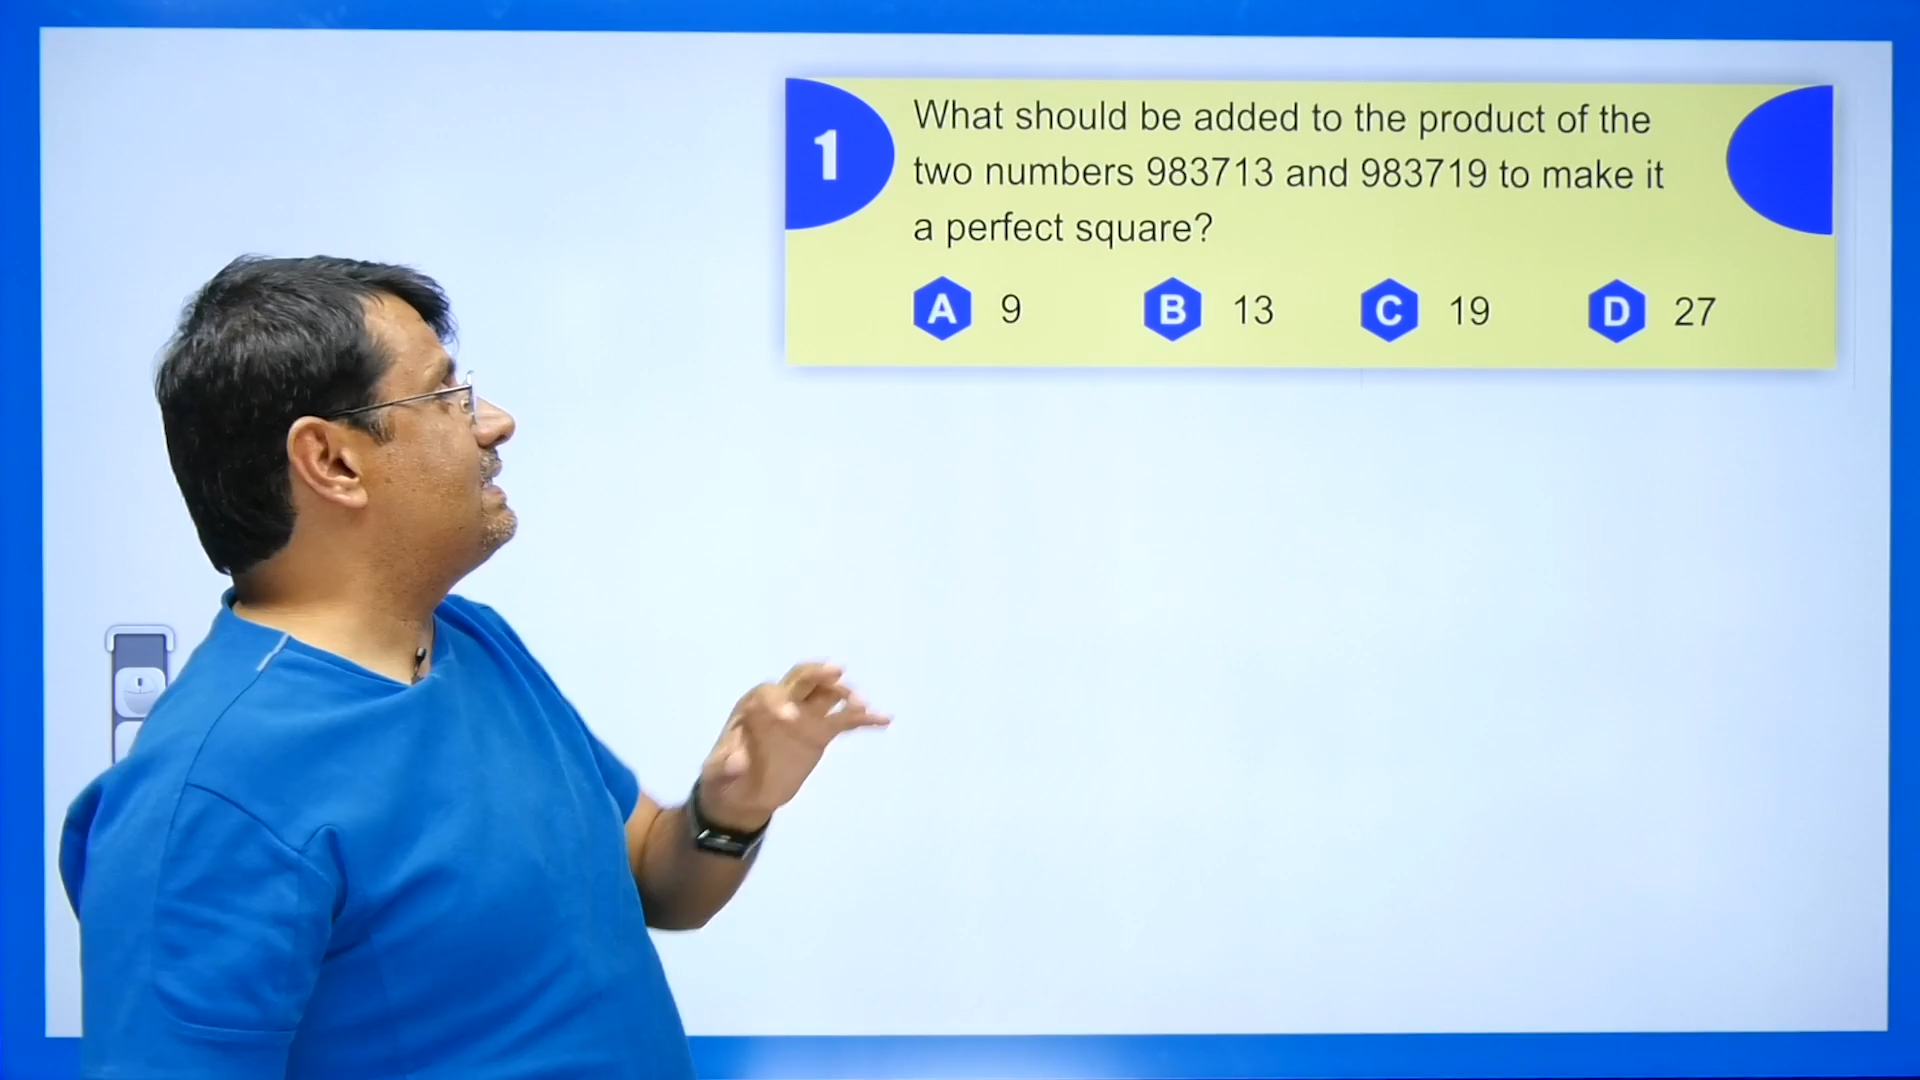 1
What should be added to the product of the
two numbers 983713 and 983719 to make it
a perfect square?
A 9 B 13 C 19 D 27